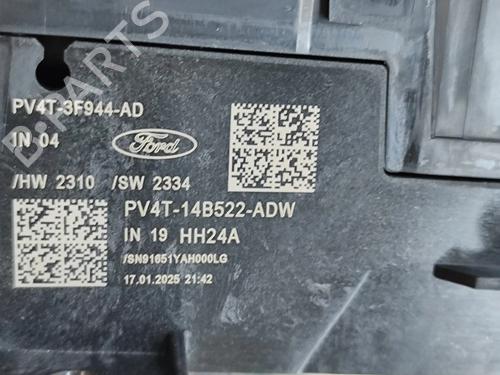 D-PARTS
PV4T-3F944-AD
IN 04
Ford
/HW 2310 /SW 2334
PV4T-14B522-ADW
IN 19 HH24A
/SN91651YAH000LG
17.01.2025 21:42